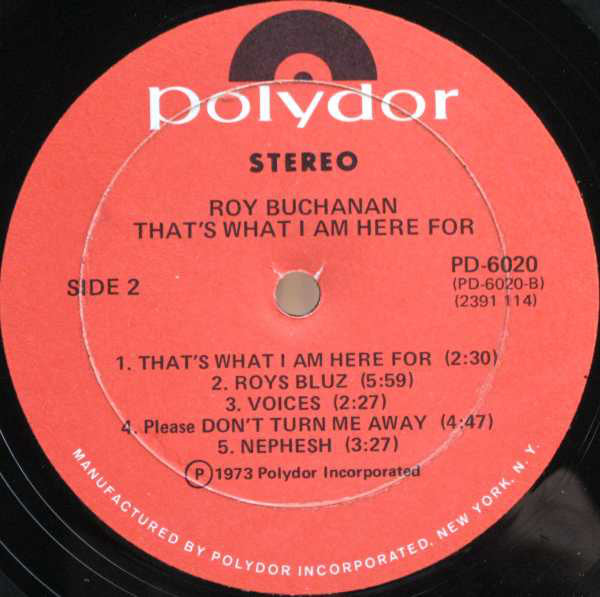 polydor
STEREO
ROY BUCHANAN
THAT'S WHAT I AM HERE FOR
SIDE 2
PD-6020
(PD-6020-B)
(2391 114)
1. THAT'S WHAT I AM HERE FOR (2:30)
2. ROYS BLUZ (5:59)
3. VOICES (2:27)
4. Please DON'T TURN ME AWAY (4:47)
5. NEPHESH (3:27)
Ⓟ 1973 Polydor Incorporated
MANUFACTURED BY POLYDOR INCORPORATED, NEW YORK, N.Y.